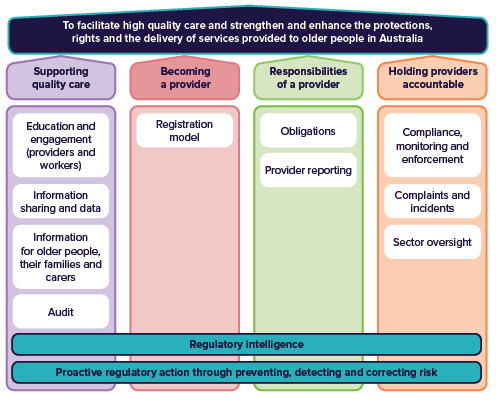 To facilitate high quality care and strengthen and enhance the protections,
rights and the delivery of services provided to older people in Australia
Supporting
quality care
Becoming
a provider
Responsibilities
of a provider
Holding providers
accountable
Education and
engagement
(providers and
workers)
Information
sharing and data
Information
for older people,
their families and
carers
Audit
Registration
model
Obligations
Provider reporting
Compliance,
monitoring and
enforcement
Complaints and
incidents
Sector oversight
Regulatory intelligence
Proactive regulatory action through preventing, detecting and correcting risk